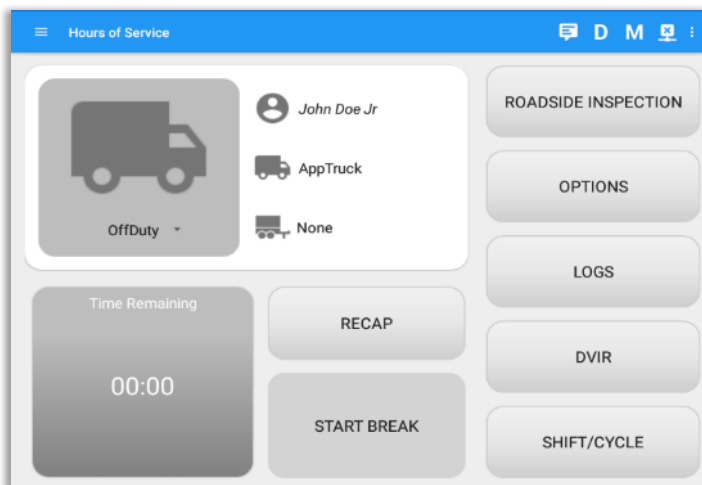 Hours of Service
D M
John Doe Jr
AppTruck
None
OffDuty
Time Remaining
00:00
RECAP
START BREAK
ROADSIDE INSPECTION
OPTIONS
LOGS
DVIR
SHIFT/CYCLE